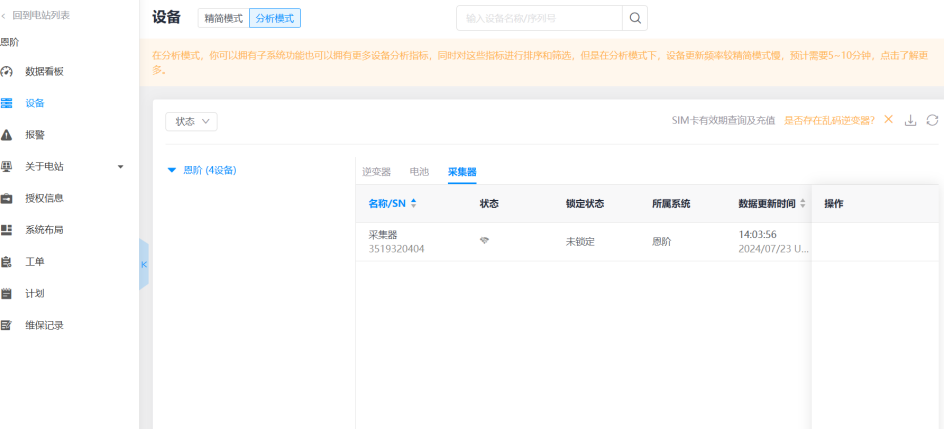 回到电站列表
恩阶
数据看板
设备
报警
关于电站
授权信息
系统布局
工单
计划
维保记录
设备
精简模式 分析模式
输入设备名称/序列号
在分析模式，你可以拥有子系统功能也可以拥有更多设备分析指标，同时对这些指标进行排序和筛选，但是在分析模式下，设备更新频率较精简模式慢，预计需要5~10分钟，点击了解更
多。
状态
SIM卡有效期查询及充值 是否存在乱码逆变器?
恩阶 (4设备)
逆变器 电池 采集器
名称/SN 状态 锁定状态 所属系统 数据更新时间 操作
采集器 未锁定 恩阶 14:03:56
3519320404 2024/07/23 U...